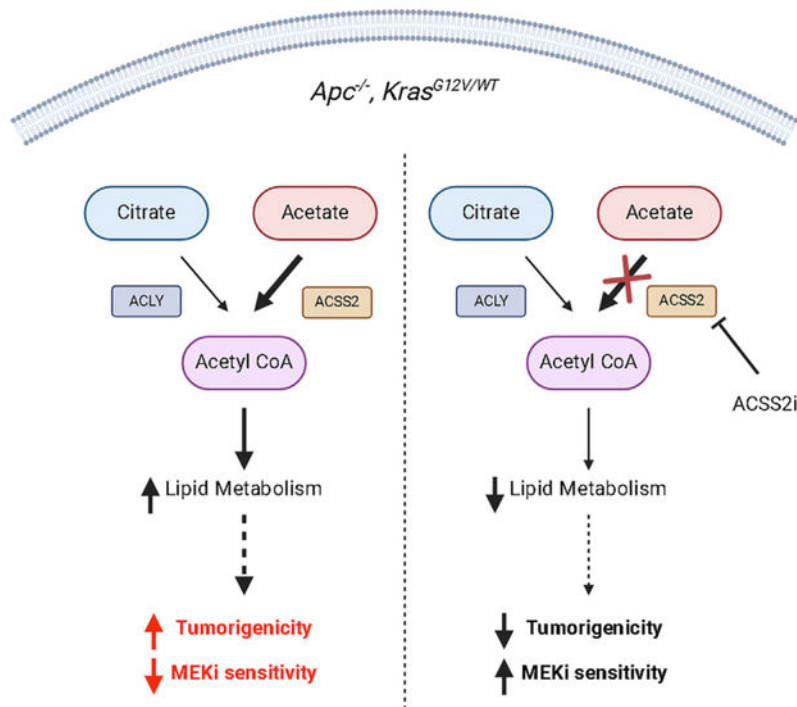 Apc-/-, KrasG12V/WT
Citrate
Acetate
ACLY
ACSS2
Acetyl CoA
Lipid Metabolism
Tumorigenicity
MEKi sensitivity
Citrate
Acetate
ACLY
ACSS2
Acetyl CoA
ACSS2i
Lipid Metabolism
Tumorigenicity
MEKi sensitivity